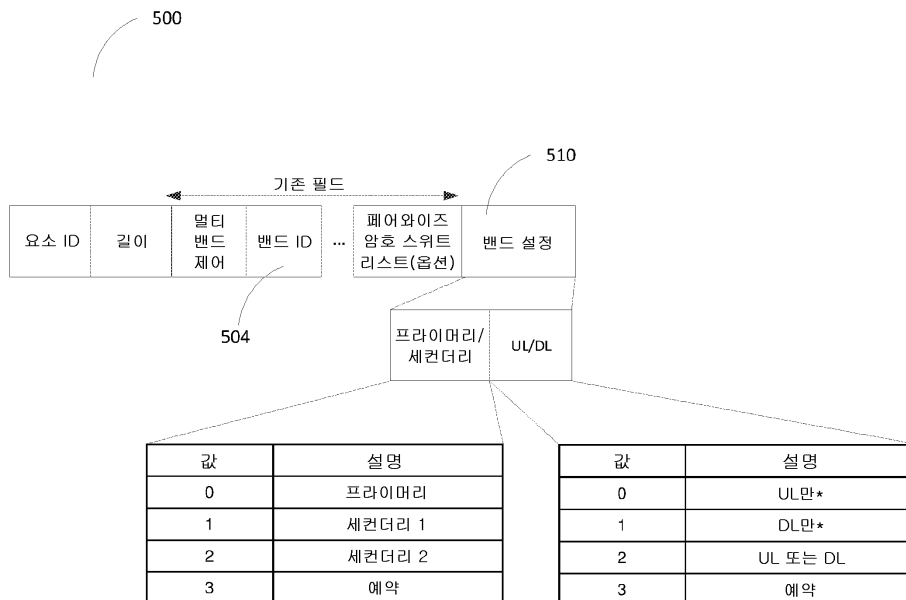 500
510
기존 필드
요소 ID
길이
멀티
밴드
제어
밴드 ID
...
페어와이즈
암호 스위트
리스트(옵션)
밴드 설정
504
프라이머리/
세컨더리
UL/DL
값 설명
0 프라이머리
1 세컨더리 1
2 세컨더리 2
3 예약
값 설명
0 UL만*
1 DL만*
2 UL 또는 DL
3 예약